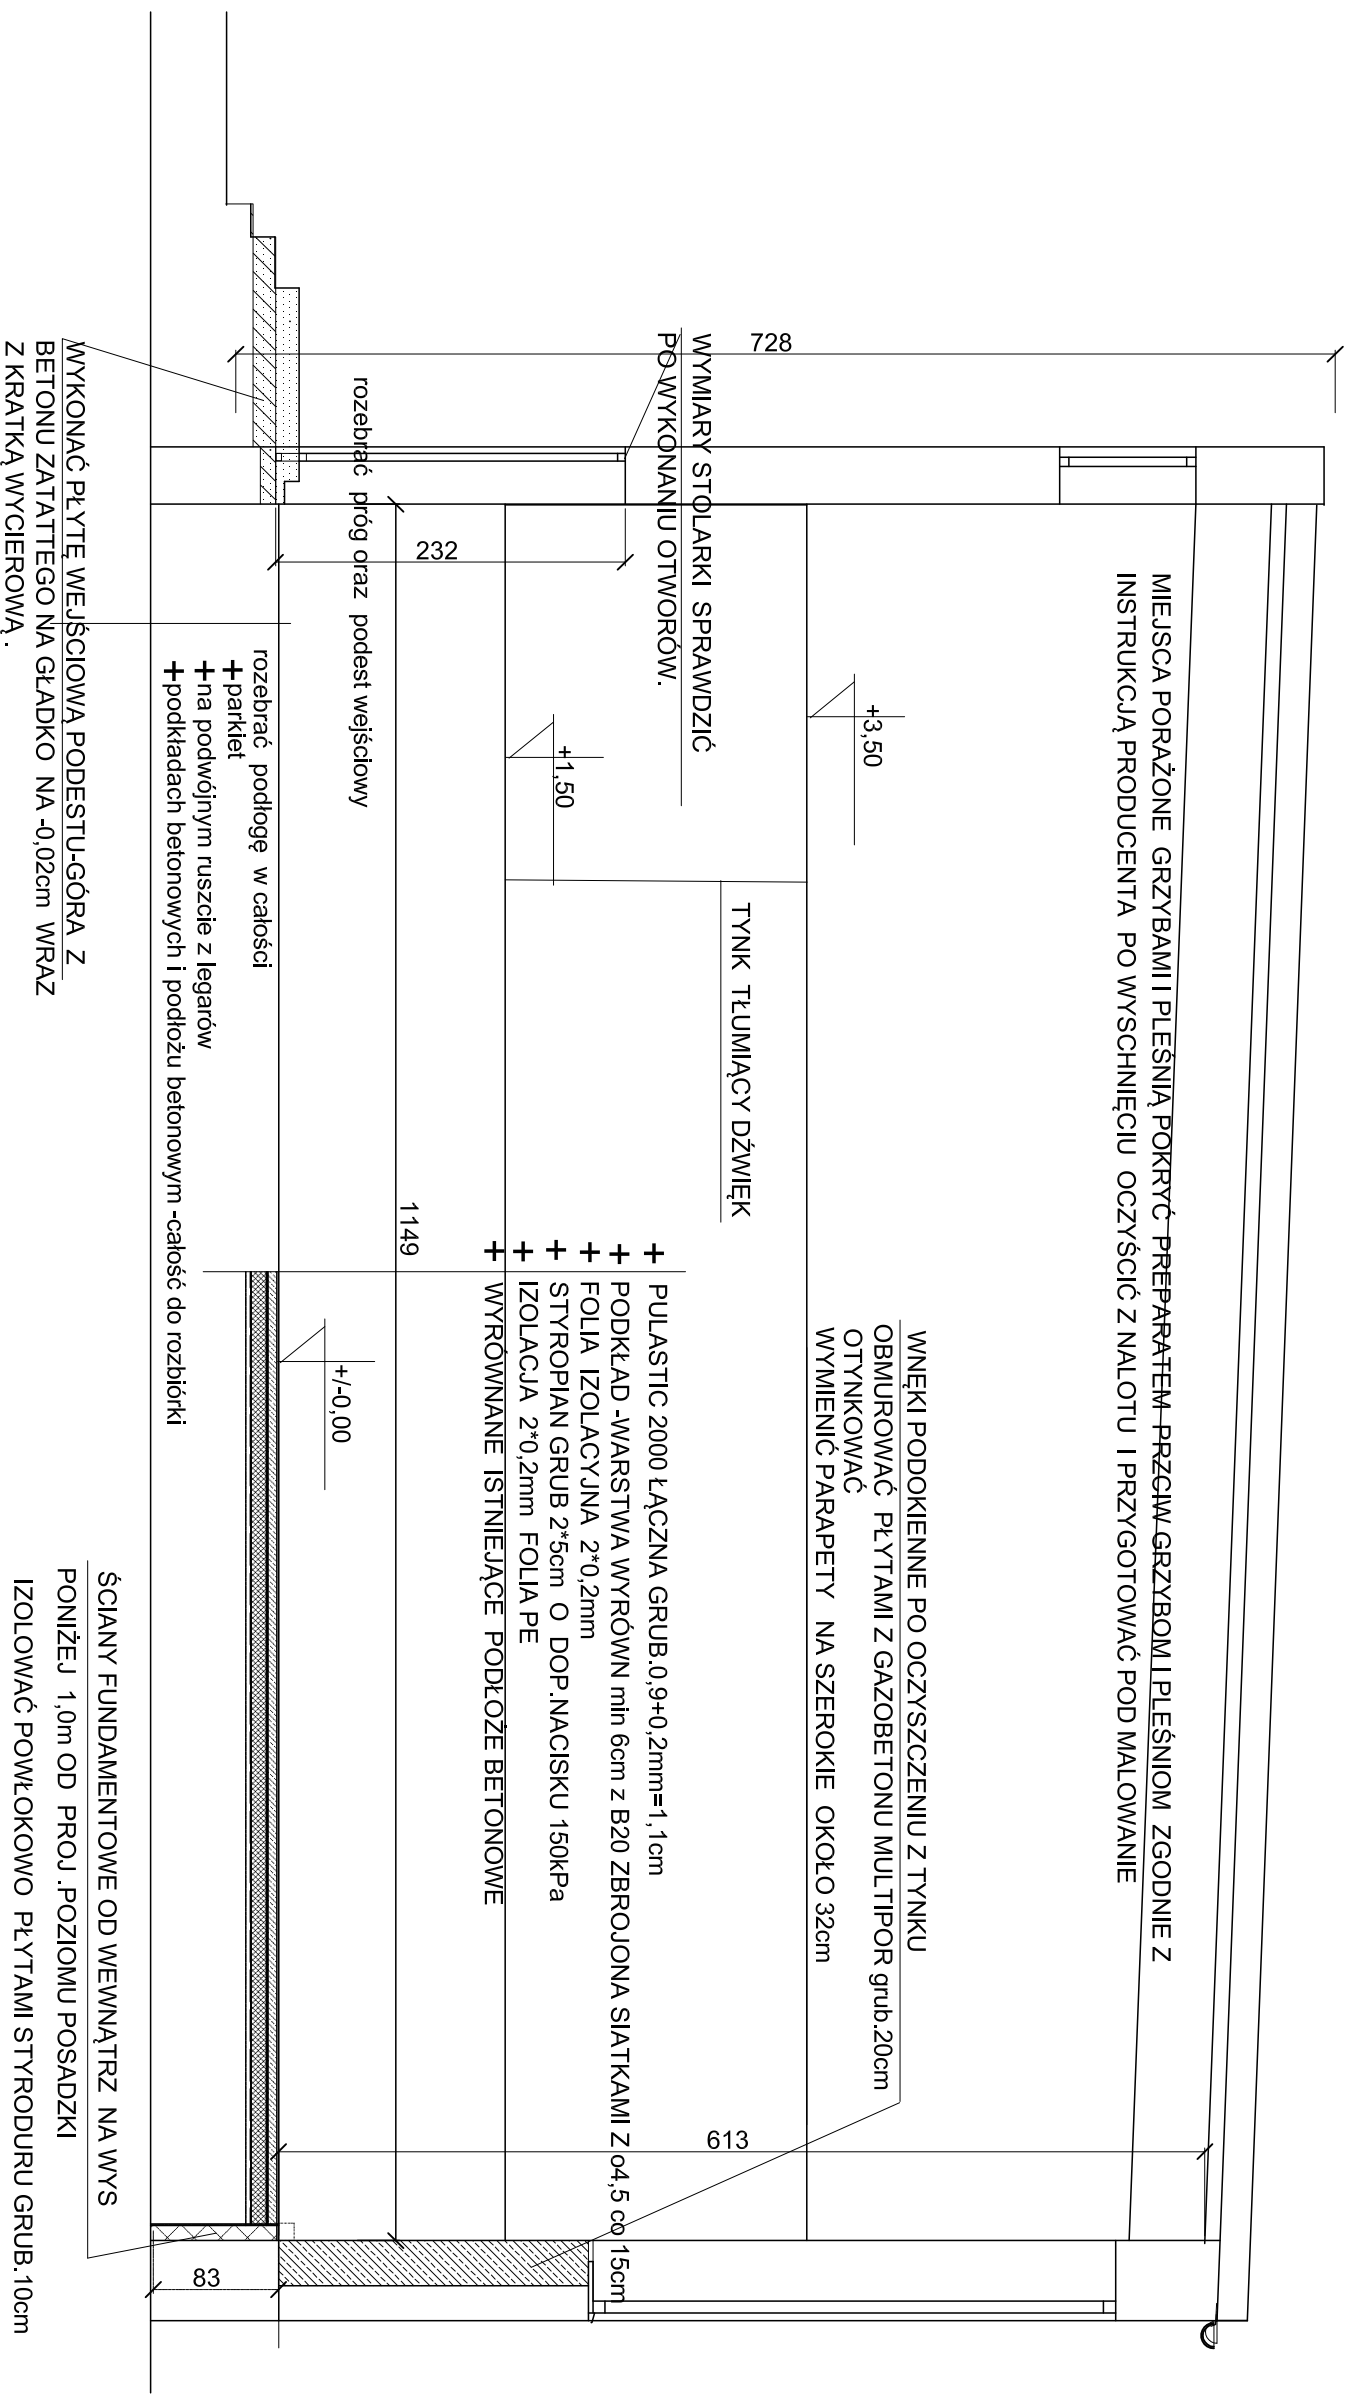 MIEJSCA PORAŻONE GRZYBAMI I PLEŚNIĄ POKRYĆ PREPARATEM PRZCIW GRZYBOM I PLEŚNIOM ZGODNIE Z
INSTRUKCJĄ PRODUCENTA PO WYSCHNIĘCIU OCZYŚCIĆ Z NALOTU I PRZYGOTOWAĆ POD MALOWANIE
728
WYMIARY STOLARKI SPRAWDZIĆ
PO WYKONANIU OTWORÓW.
+3,50
+1,50
TYNK TŁUMIĄCY DŹWIĘK
WNĘKI PODOKIENNE PO OCZYSZCZENIU Z TYNKU
OBMUROWAĆ PŁYTAMI Z GAZOBETONU MULTIPOR grub.20cm
OTYNKOWAĆ
WYMIENIĆ PARAPETY NA SZEROKIE OKOŁO 32cm
613
+ PULASTIC 2000 ŁĄCZNA GRUB.0,9+0,2mm=1,1cm
+ PODKŁAD -WARSTWA WYRÓWN min 6cm z B20 ZBROJONA SIATKAMI Z o4,5 co 15cm
+ FOLIA IZOLACYJNA 2*0,2mm
+ STYROPIAN GRUB 2*5cm O DOP.NACISKU 150kPa
+ IZOLACJA 2*0,2mm FOLIA PE
+ WYRÓWNANE ISTNIEJĄCE PODŁOŻE BETONOWE
232
1149
rozebrać próg oraz podest wejściowy
+/-0,00
rozebrać podłogę w całości
+parkiet
+na podwójnym ruszcie z legarów
+podkładach betonowych i podłożu betonowym -całość do rozbiórki
83
WYKONAĆ PŁYTĘ WEJŚCIOWĄ PODESTU-GÓRA Z
BETONU ZATATTEGO NA GŁADKO NA -0,02cm WRAZ
Z KRATKĄ WYCIEROWĄ.
ŚCIANY FUNDAMENTOWE OD WEWNĄTRZ NA WYS
PONIŻEJ 1,0m OD PROJ .POZIOMU POSADZKI
IZOLOWAĆ POWŁOKOWO PŁYTAMI STYRODURU GRUB.10cm